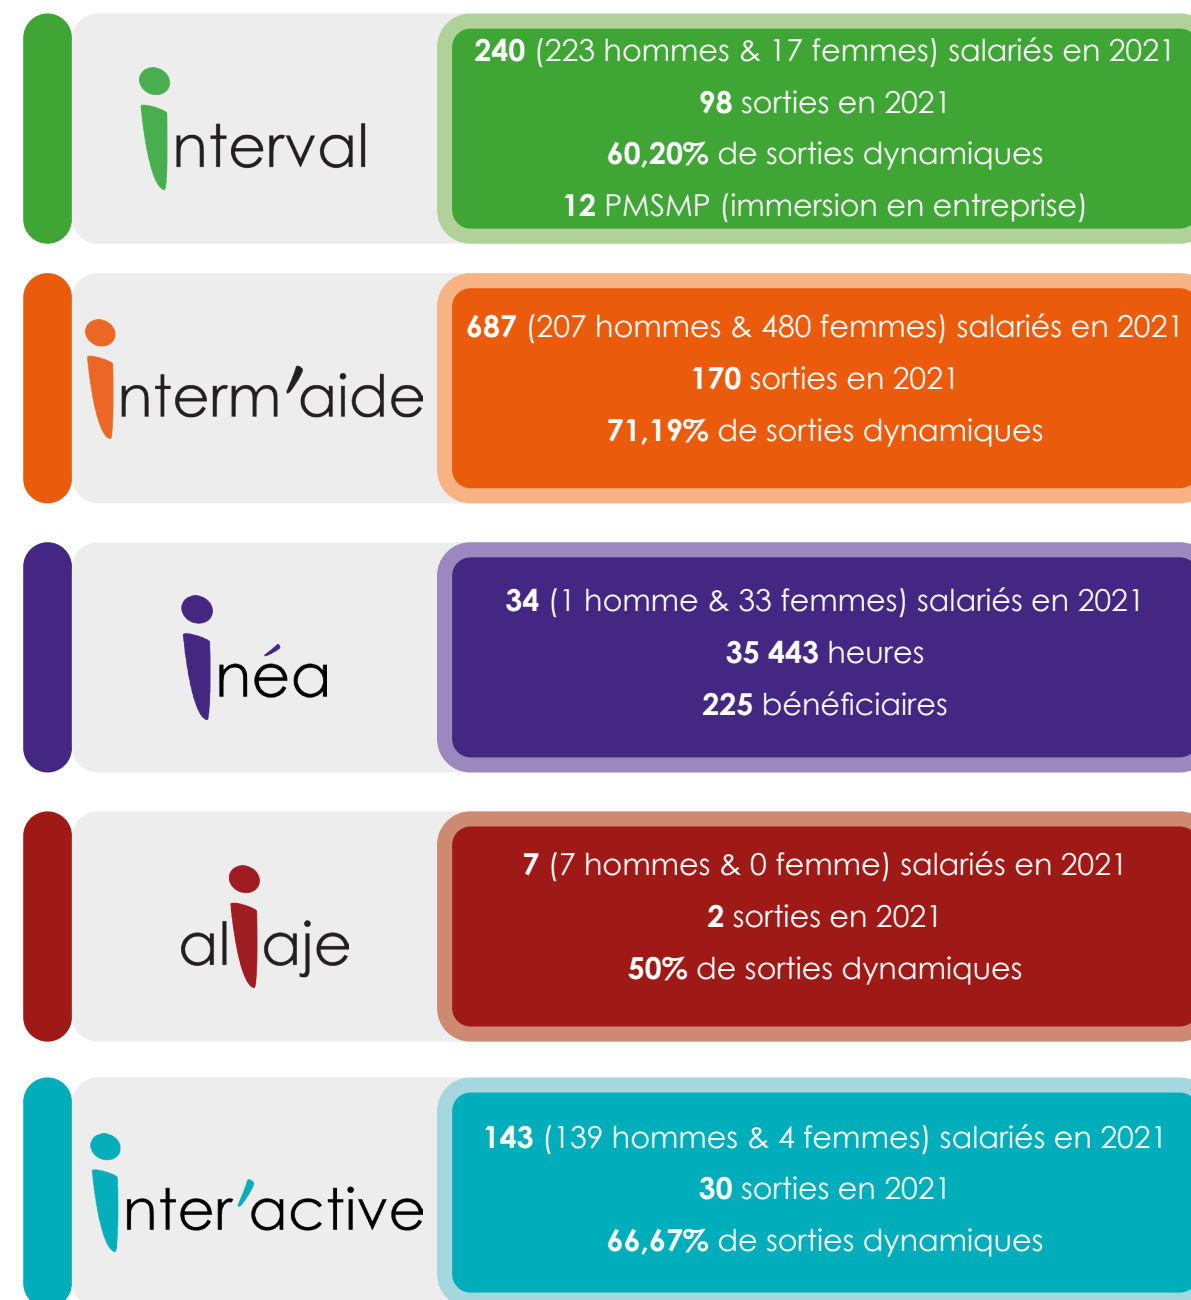 interval
240 (223 hommes & 17 femmes) salariés en 2021
98 sorties en 2021
60,20% de sorties dynamiques
12 PMSMP (immersion en entreprise)
interm'aide
687 (207 hommes & 480 femmes) salariés en 2021
170 sorties en 2021
71,19% de sorties dynamiques
inéa
34 (1 homme & 33 femmes) salariés en 2021
35 443 heures
225 bénéficiaires
aliaje
7 (7 hommes & 0 femme) salariés en 2021
2 sorties en 2021
50% de sorties dynamiques
inter'active
143 (139 hommes & 4 femmes) salariés en 2021
30 sorties en 2021
66,67% de sorties dynamiques